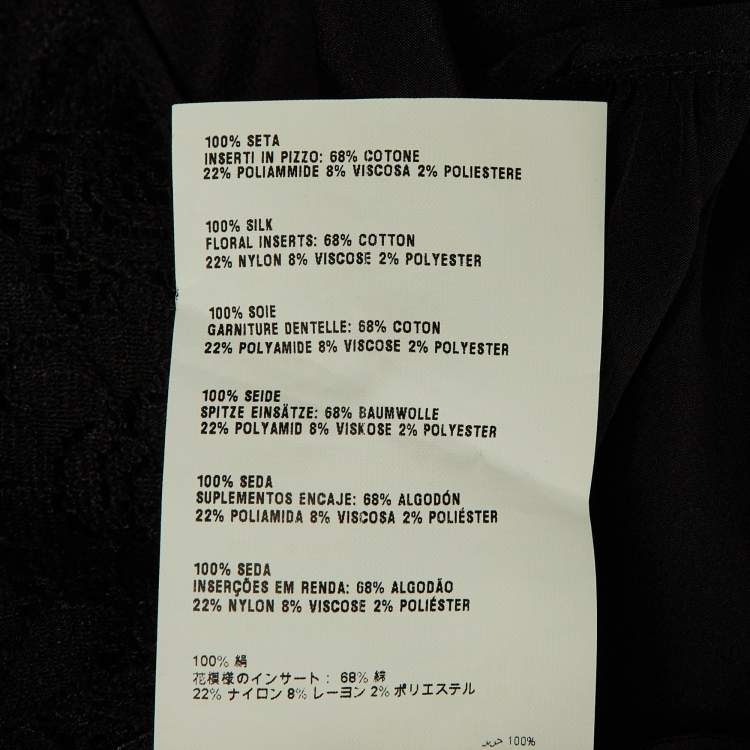 100% SETA
INSERTI IN PIZZO: 68% COTONE
22% POLIAMMIDE 8% VISCOSA 2% POLIESTERE
100% SILK
FLORAL INSERTS: 68% COTTON
22% NYLON 8% VISCOSE 2% POLYESTER
100% SOIE
GARNITURE DENTELLE: 68% COTON
22% POLYAMIDE 8% VISCOSE 2% POLYESTER
100% SEIDE
SPITZE EINSÄTZE: 68% BAUMWOLLE
22% POLYAMID 8% VISKOSE 2% POLYESTER
100% SEDA
SUPLEMENTOS ENCAJE: 68% ALGODÓN
22% POLIAMIDA 8% VISCOSA 2% POLIÉSTER
100% SEDA
INSERÇÕES EM RENDA: 68% ALGODÃO
22% NYLON 8% VISCOSE 2% POLIÉSTER
100% 絹
花模様のインサート: 68% 綿
22% ナイロン 8% レーヨン 2% ポリエステル
100% حرير